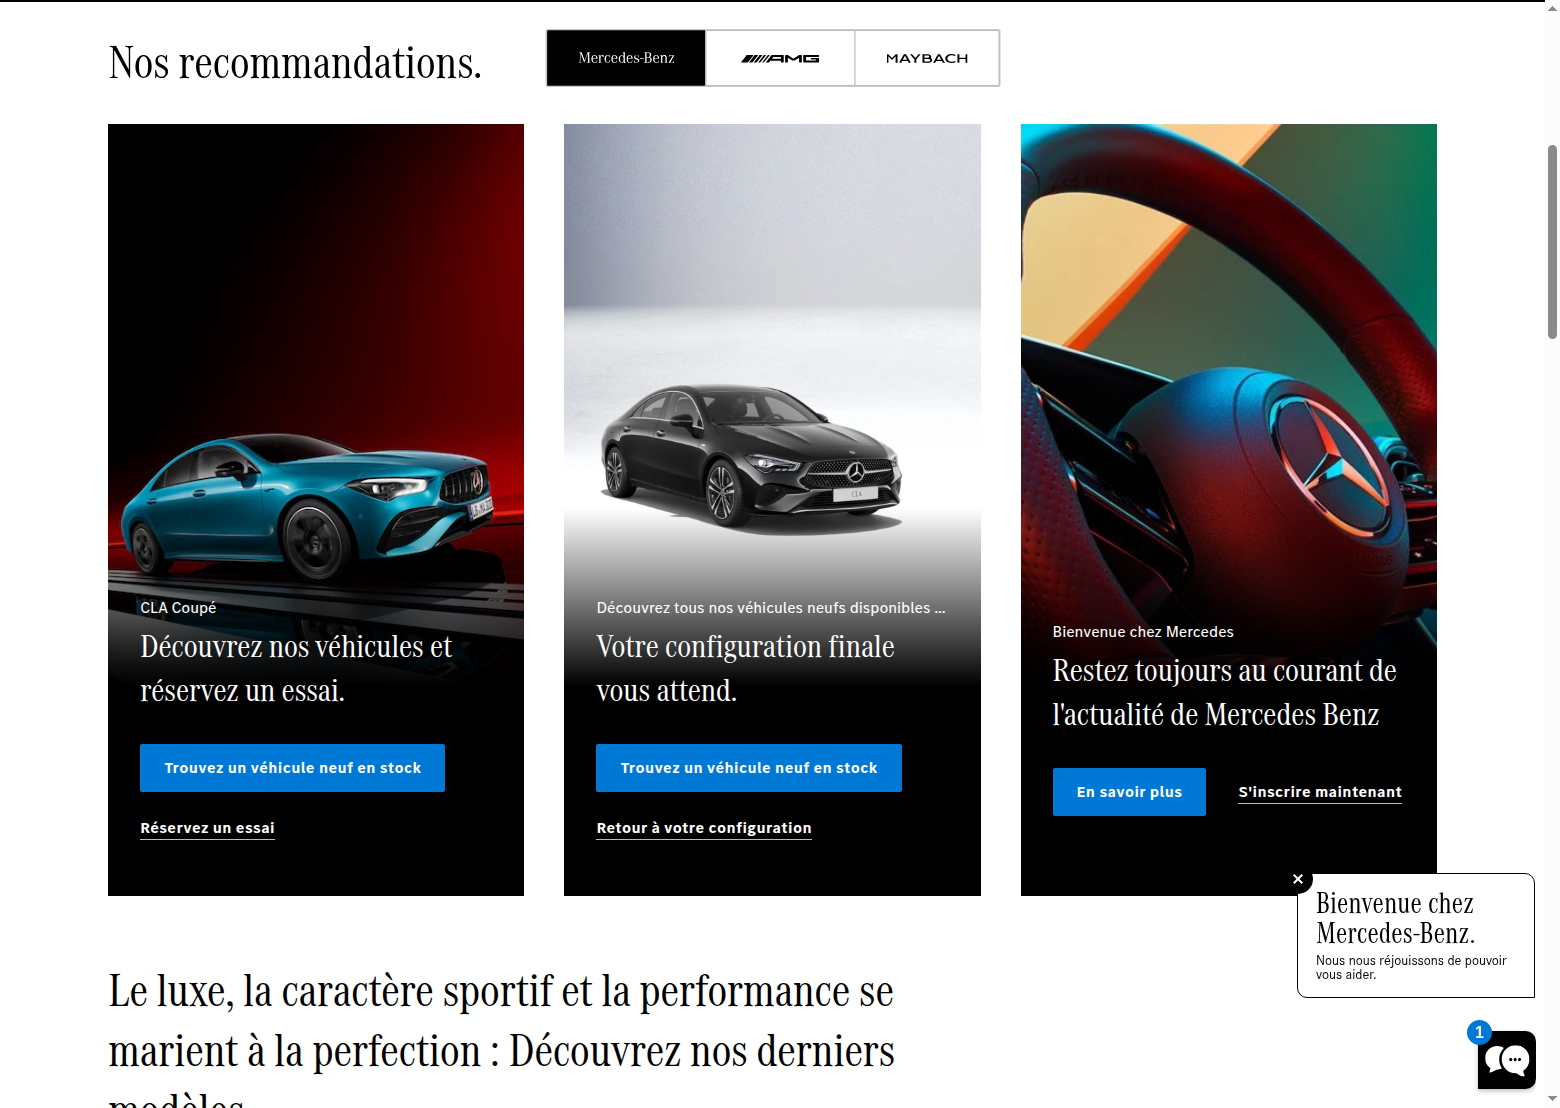 Nos recommandations.
Mercedes-Benz
AMG
MAYBACH
CLA
CLA Coupé
Découvrez nos véhicules et
réservez un essai.
Trouvez un véhicule neuf en stock
Réservez un essai
Découvrez tous nos véhicules neufs disponibles ...
Votre configuration finale
vous attend.
Trouvez un véhicule neuf en stock
Retour à votre configuration
Bienvenue chez Mercedes
Restez toujours au courant de
l'actualité de Mercedes Benz
En savoir plus
S'inscrire maintenant
Bienvenue chez
Mercedes-Benz.
Nous nous réjouissons de pouvoir
vous aider.
Le luxe, la caractère sportif et la performance se
marient à la perfection : Découvrez nos derniers
modèles
1